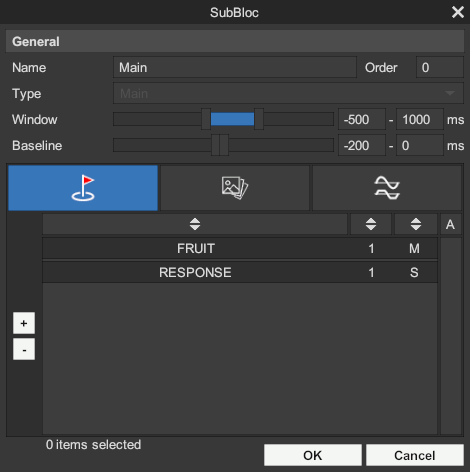 SubBloc
General
Name Main Order 0
Type Main
Window -500 - 1000 ms
Baseline -200 - 0 ms
A
FRUIT 1 M
RESPONSE 1 S
+
-
0 items selected
OK Cancel